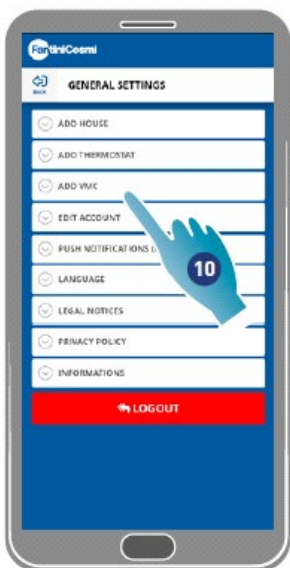 FantiniCosmi
BACK
GENERAL SETTINGS
ADD HOUSE
ADD THERMOSTAT
ADD VMC
EDIT ACCOUNT
PUSH NOTIFICATIONS
10
LANGUAGE
LEGAL NOTICES
PRIVACY POLICY
INFORMATIONS
LOGOUT